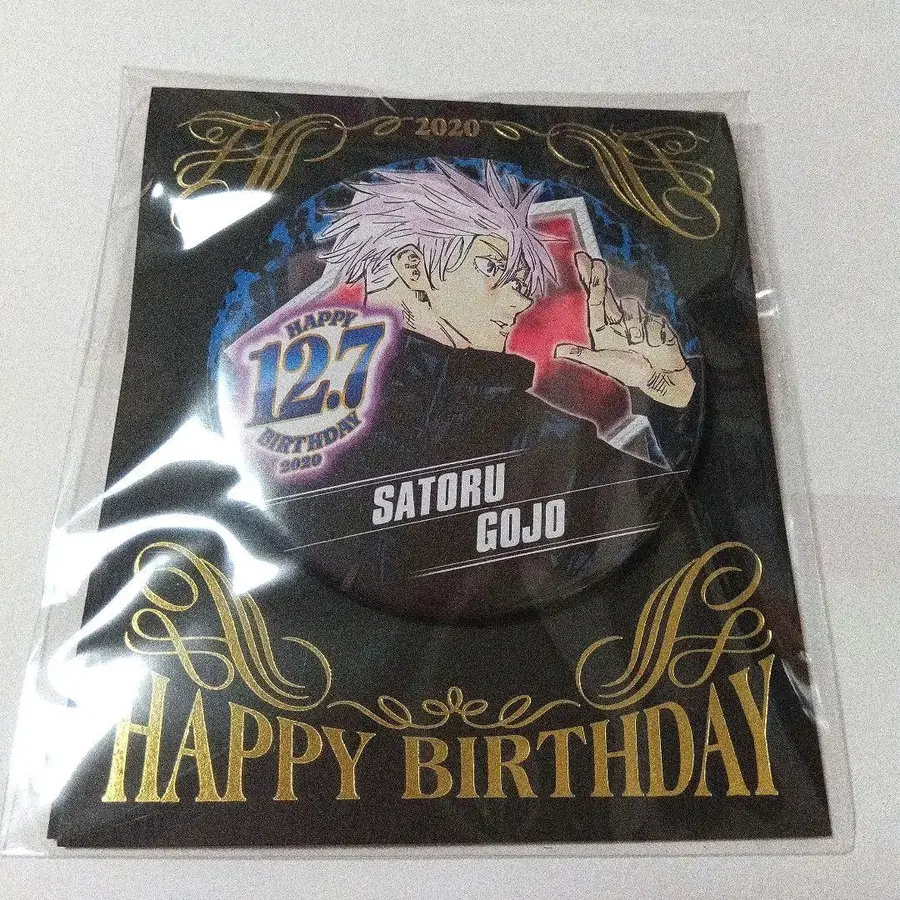 2020
HAPPY
12.7
BIRTHDAY
2020
SATORU
GOJO
HAPPY BIRTHDAY